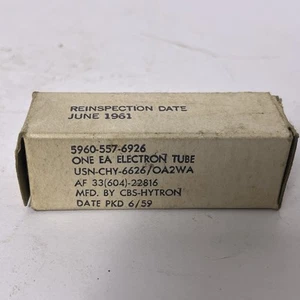 REINSPECTION DATE
JUNE 1961
5960-557-6926
ONE EA ELECTRON TUBE
USN-CHY-6626/OA2WA
AF 33(604)-22816
MFD. BY CBS-HYTRON
DATE PKD 6/59